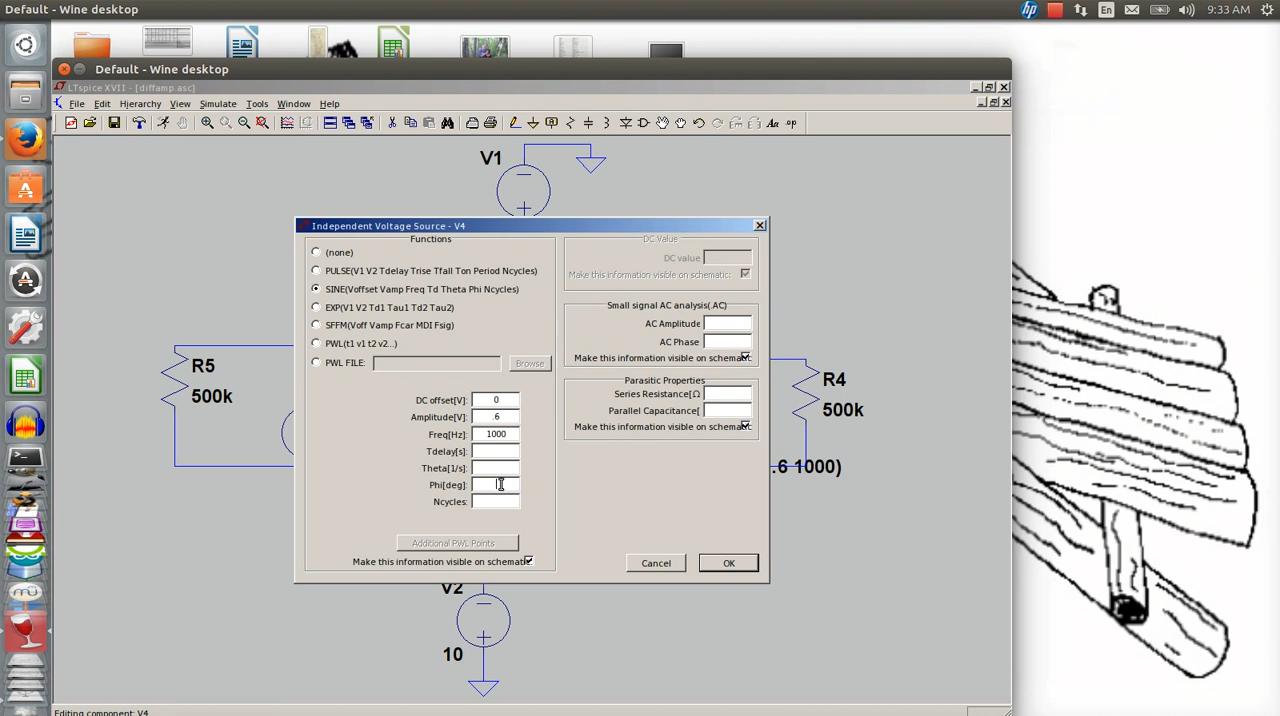 Default - Wine desktop
En
9:33 AM
Default - Wine desktop
LTspice XVII - [diffamp.asc]
File Edit Hierarchy View Simulate Tools Window Help
Aa .op
V1
Independent Voltage Source - V4
Functions
(none)
PULSE(V1 V2 Tdelay Trise Tfall Ton Period Ncycles)
SINE(Voffset Vamp Freq Td Theta Phi Ncycles)
EXP(V1 V2 Td1 Tau1 Td2 Tau2)
SFFM(Voff Vamp Fcar MDI Fsig)
PWL(t1 v1 t2 v2...)
PWL FILE:
Browse
DC offset[V]: 0
Amplitude[V]: .6
Freq[Hz]: 1000
Tdelay[s]:
Theta[1/s]:
Phi[deg]:
Ncycles:
Additional PWL Points
Make this information visible on schemati
DC Value
DC value
Make this information visible on schematic:
Small signal AC analysis(.AC)
AC Amplitude
AC Phase
Make this information visible on schematic
Parasitic Properties
Series Resistance[Ω
Parallel Capacitance[
Make this information visible on schematic
Cancel
OK
R5
500k
R4
500k
.6 1000)
V2
10
Editing component: V4